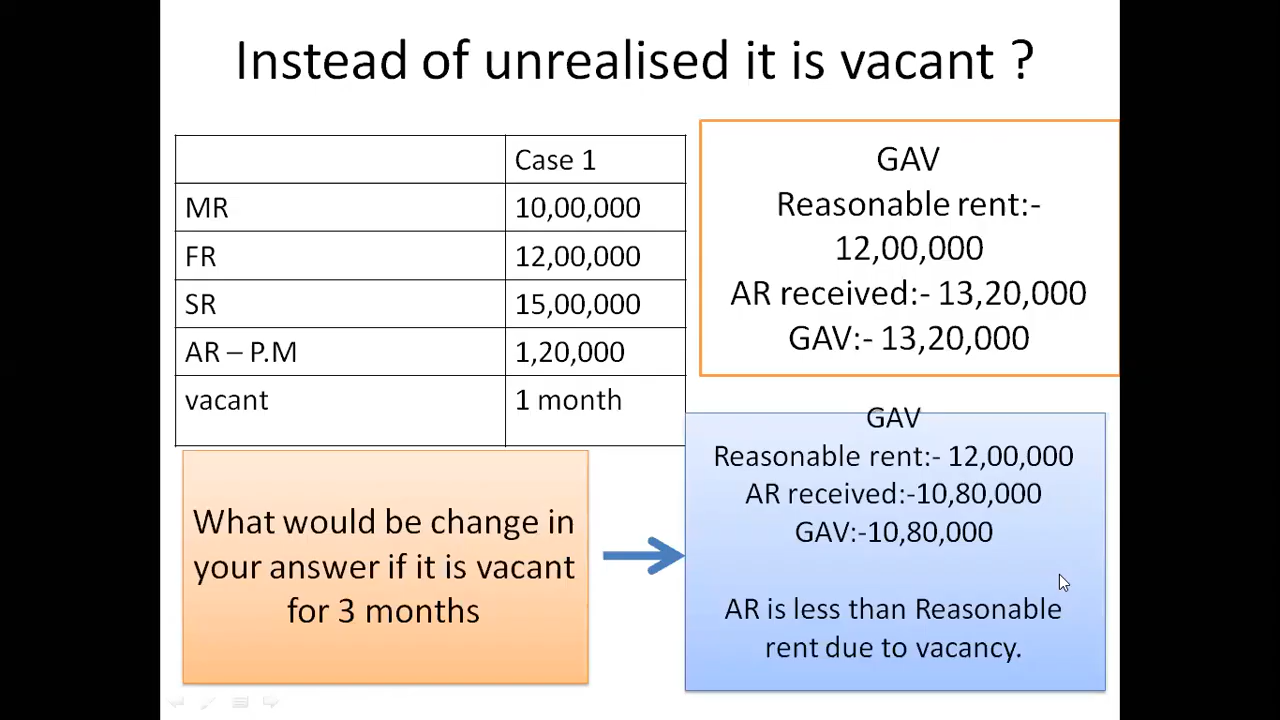 Instead of unrealised it is vacant ?
Case 1
MR 10,00,000
FR 12,00,000
SR 15,00,000
AR – P.M 1,20,000
vacant 1 month
GAV
Reasonable rent:-
12,00,000
AR received:- 13,20,000
GAV:- 13,20,000
What would be change in
your answer if it is vacant
for 3 months
GAV
Reasonable rent:- 12,00,000
AR received:-10,80,000
GAV:-10,80,000
AR is less than Reasonable
rent due to vacancy.